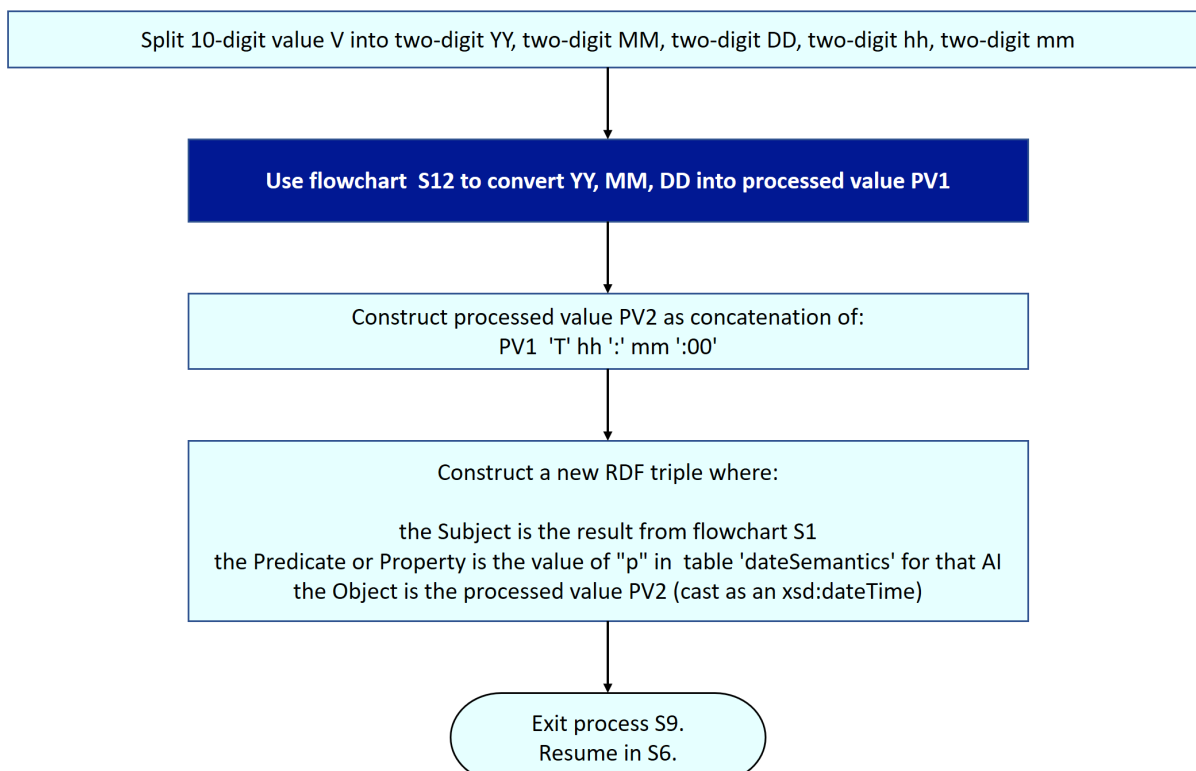 Split 10-digit value V into two-digit YY, two-digit MM, two-digit DD, two-digit hh, two-digit mm
Use flowchart  S12 to convert YY, MM, DD into processed value PV1
Construct processed value PV2 as concatenation of:
PV1  'T' hh ':' mm ':00'
Construct a new RDF triple where:
the Subject is the result from flowchart S1
the Predicate or Property is the value of "p" in  table 'dateSemantics' for that AI
the Object is the processed value PV2 (cast as an xsd:dateTime)
Exit process S9.
Resume in S6.